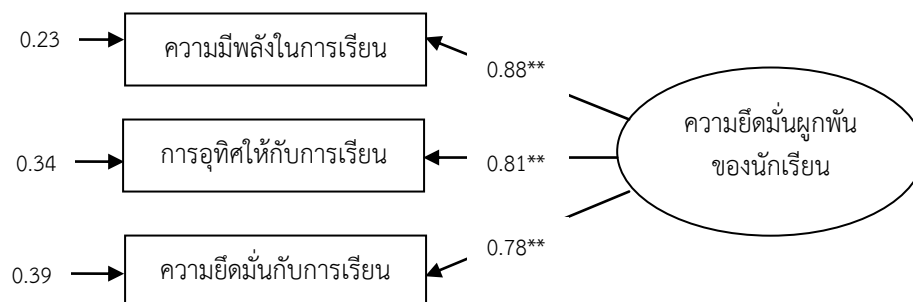 0.23
ความมีพลังในการเรียน
0.88**
0.34
การอุทิศให้กับการเรียน
0.81**
ความยึดมั่นผูกพัน
ของนักเรียน
0.39
ความยึดมั่นกับการเรียน
0.78**